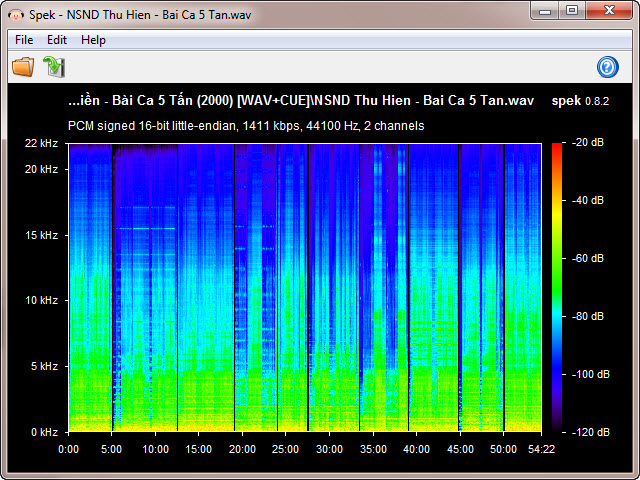 Spek - NSND Thu Hien - Bai Ca 5 Tan.wav
File Edit Help
...iền - Bài Ca 5 Tấn (2000) [WAV+CUE]\NSND Thu Hien - Bai Ca 5 Tan.wav spek 0.8.2
PCM signed 16-bit little-endian, 1411 kbps, 44100 Hz, 2 channels
22 kHz
20 kHz
15 kHz
10 kHz
5 kHz
0 kHz
-20 dB
-40 dB
-60 dB
-80 dB
-100 dB
-120 dB
0:00 5:00 10:00 15:00 20:00 25:00 30:00 35:00 40:00 45:00 50:00 54:22